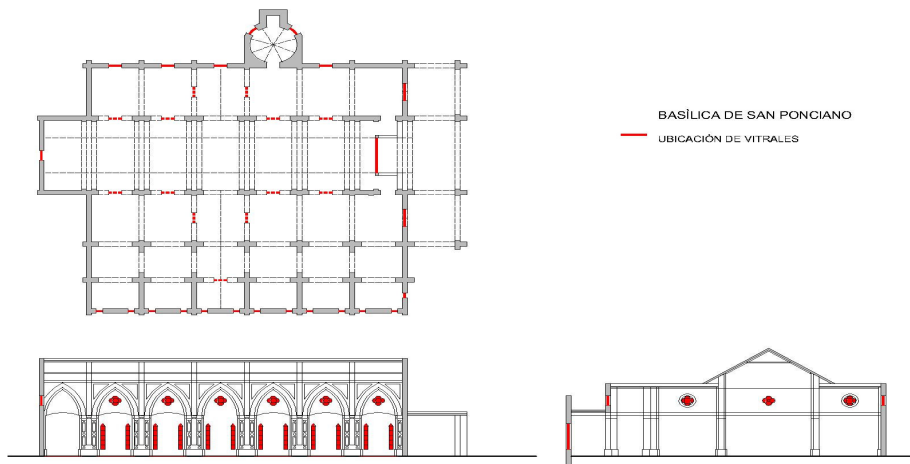 BASÌLICA DE SAN PONCIANO
UBICACIÓN DE VITRALES